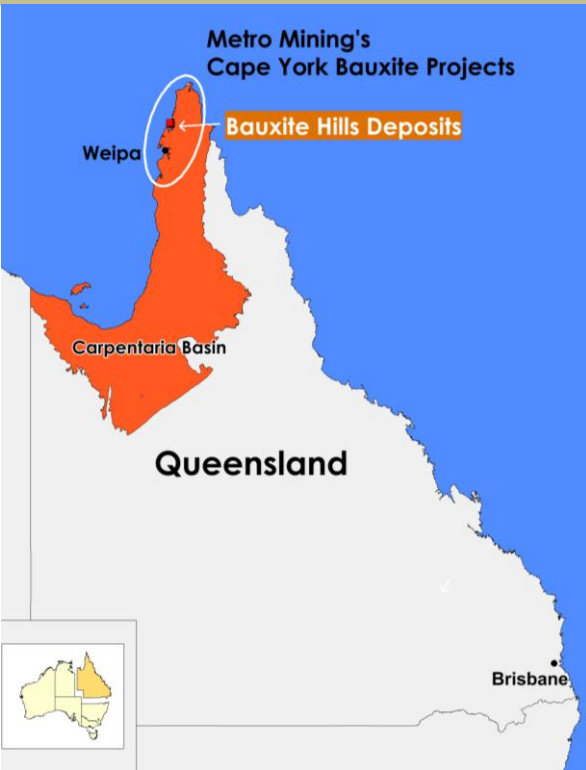 Metro Mining's
Cape York Bauxite Projects
Bauxite Hills Deposits
Weipa
Carpentaria Basin
Queensland
Brisbane